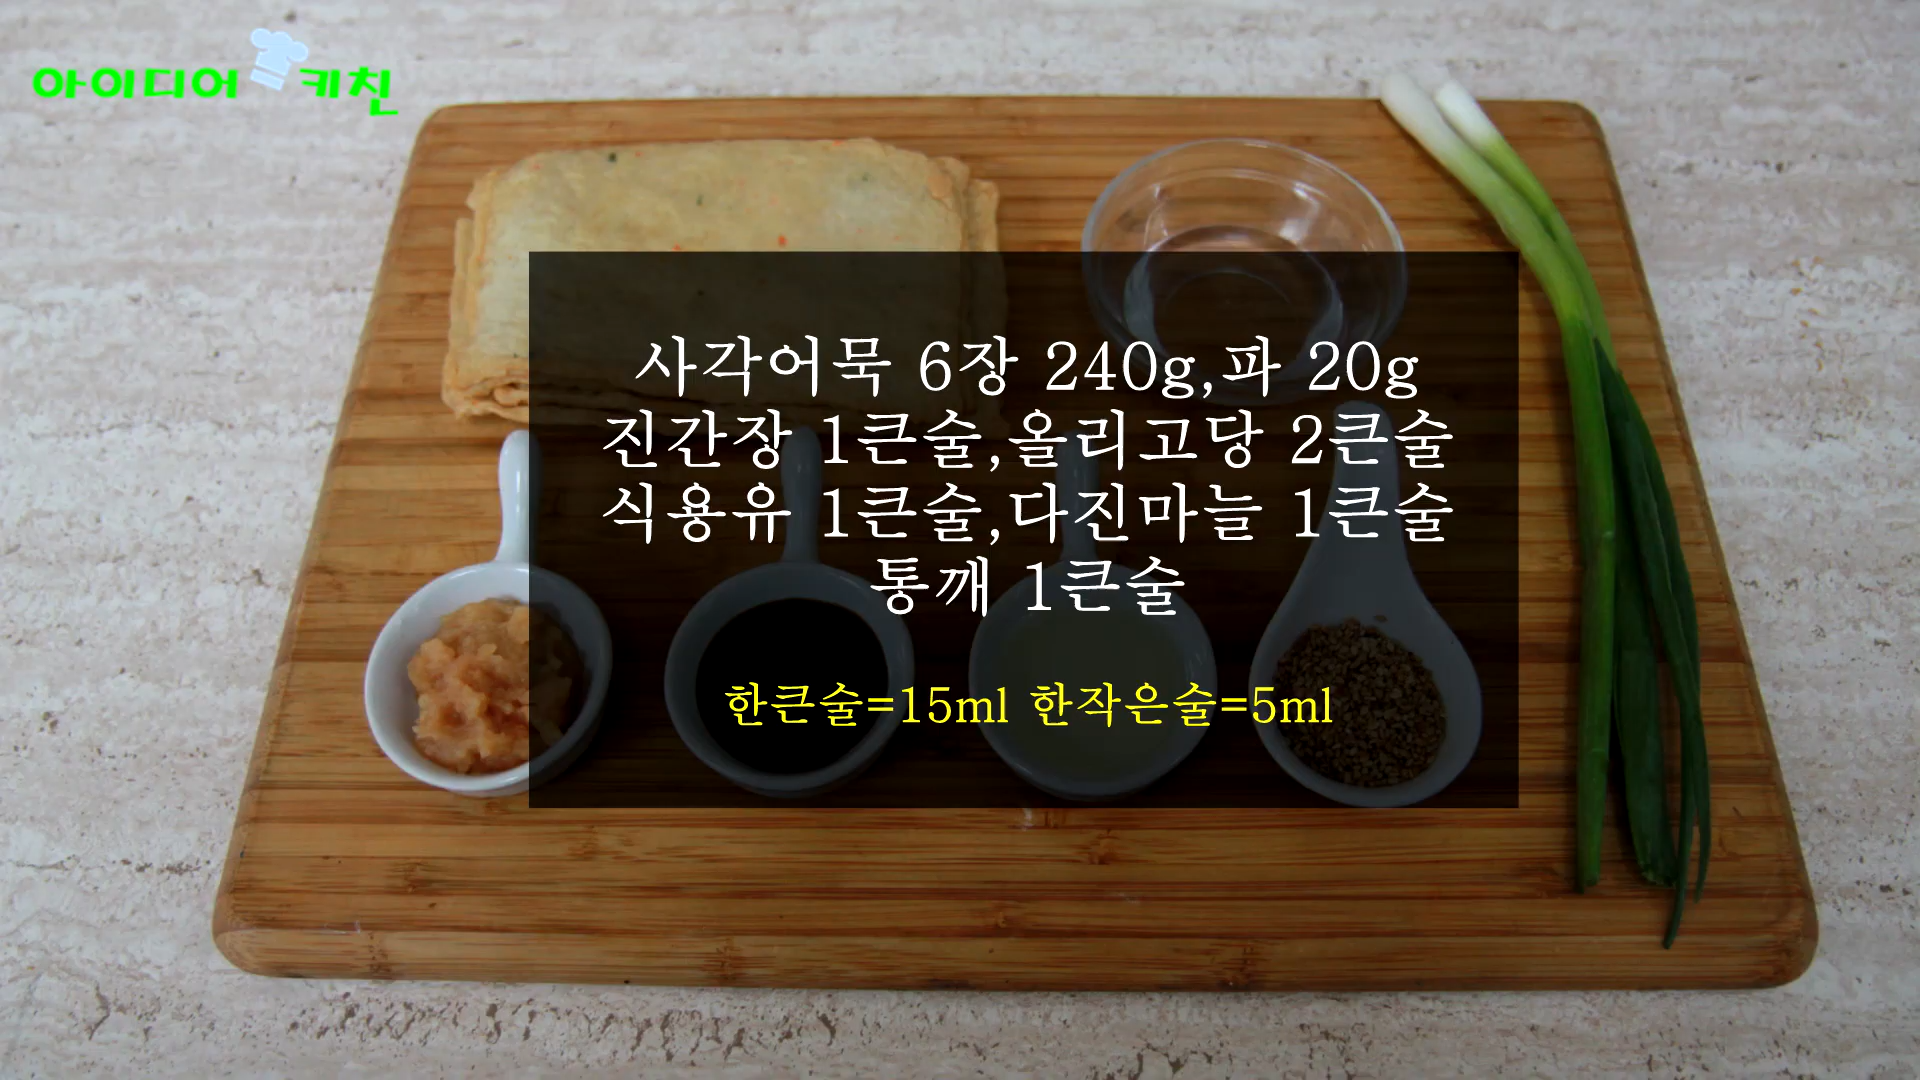 아이디어 키친
사각어묵 6장 240g,파 20g
진간장 1큰술,올리고당 2큰술
식용유 1큰술,다진마늘 1큰술
통깨 1큰술
한큰술=15ml 한작은술=5ml